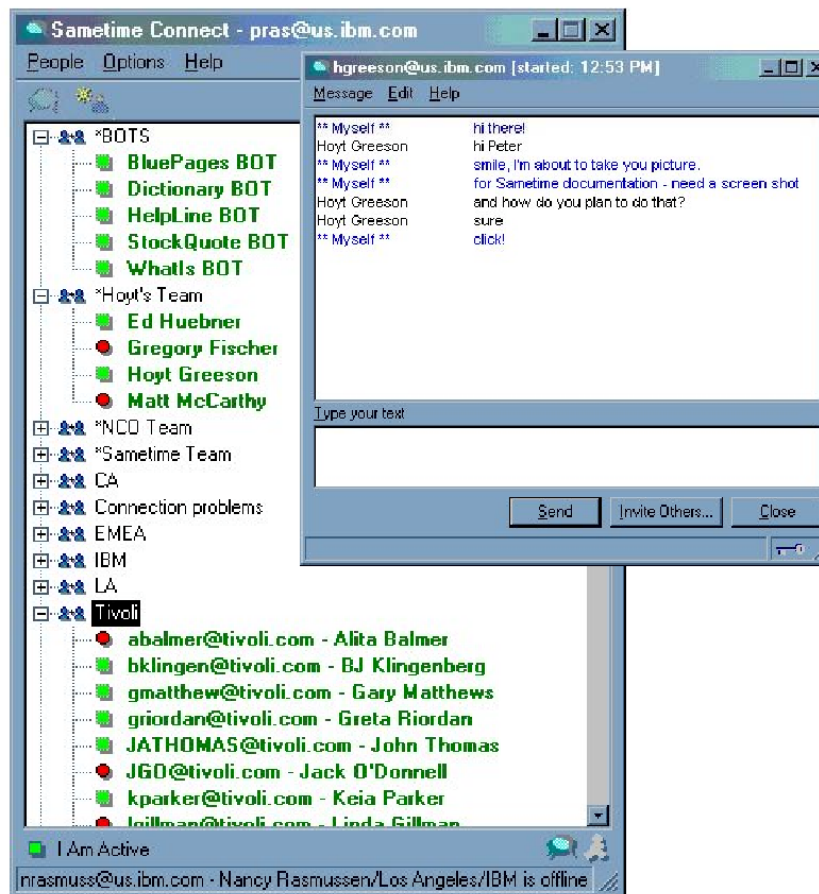 Sametime Connect - pras@us.ibm.com
People Options Help
*BOTS
BluePages BOT
Dictionary BOT
HelpLine BOT
StockQuote BOT
WhatIs BOT
*Hoyt's Team
Ed Huebner
Gregory Fischer
Hoyt Greeson
Matt McCarthy
*NCO Team
*Sametime Team
CA
Connection problems
EMEA
IBM
LA
Tivoli
abalmer@tivoli.com - Alita Balmer
bklingen@tivoli.com - BJ Klingenberg
gmatthew@tivoli.com - Gary Matthews
griordan@tivoli.com - Greta Riordan
JATHOMAS@tivoli.com - John Thomas
JGO@tivoli.com - Jack O'Donnell
kparker@tivoli.com - Keia Parker
lgillman@tivoli.com - Linda Gillman
I Am Active
nrasmuss@us.ibm.com - Nancy Rasmussen/Los Angeles/IBM is offline
hgreeson@us.ibm.com [started: 12:53 PM]
Message Edit Help
** Myself ** hi there!
Hoyt Greeson hi Peter
** Myself ** smile, I'm about to take you picture.
** Myself ** for Sametime documentation - need a screen shot
Hoyt Greeson and how do you plan to do that?
Hoyt Greeson sure
** Myself ** click!
Type your text
Send Invite Others... Close